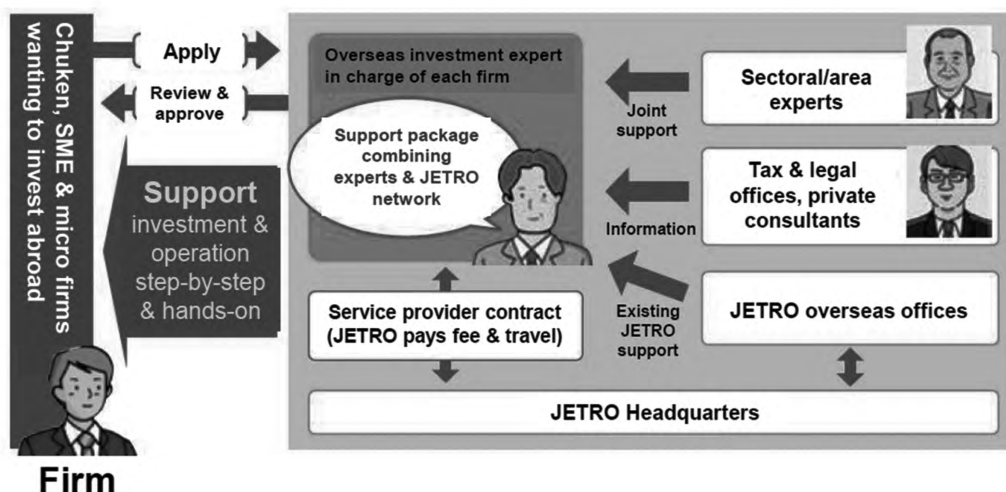 Chuken, SME & micro firms
wanting to invest abroad
Apply
Review &
approve
Support
investment &
operation
step-by-step
& hands-on
Firm
Overseas investment expert
in charge of each firm
Support package
combining
experts & JETRO
network
Service provider contract
(JETRO pays fee & travel)
Joint
support
Information
Existing
JETRO
support
Sectoral/area
experts
Tax & legal
offices, private
consultants
JETRO overseas offices
JETRO Headquarters